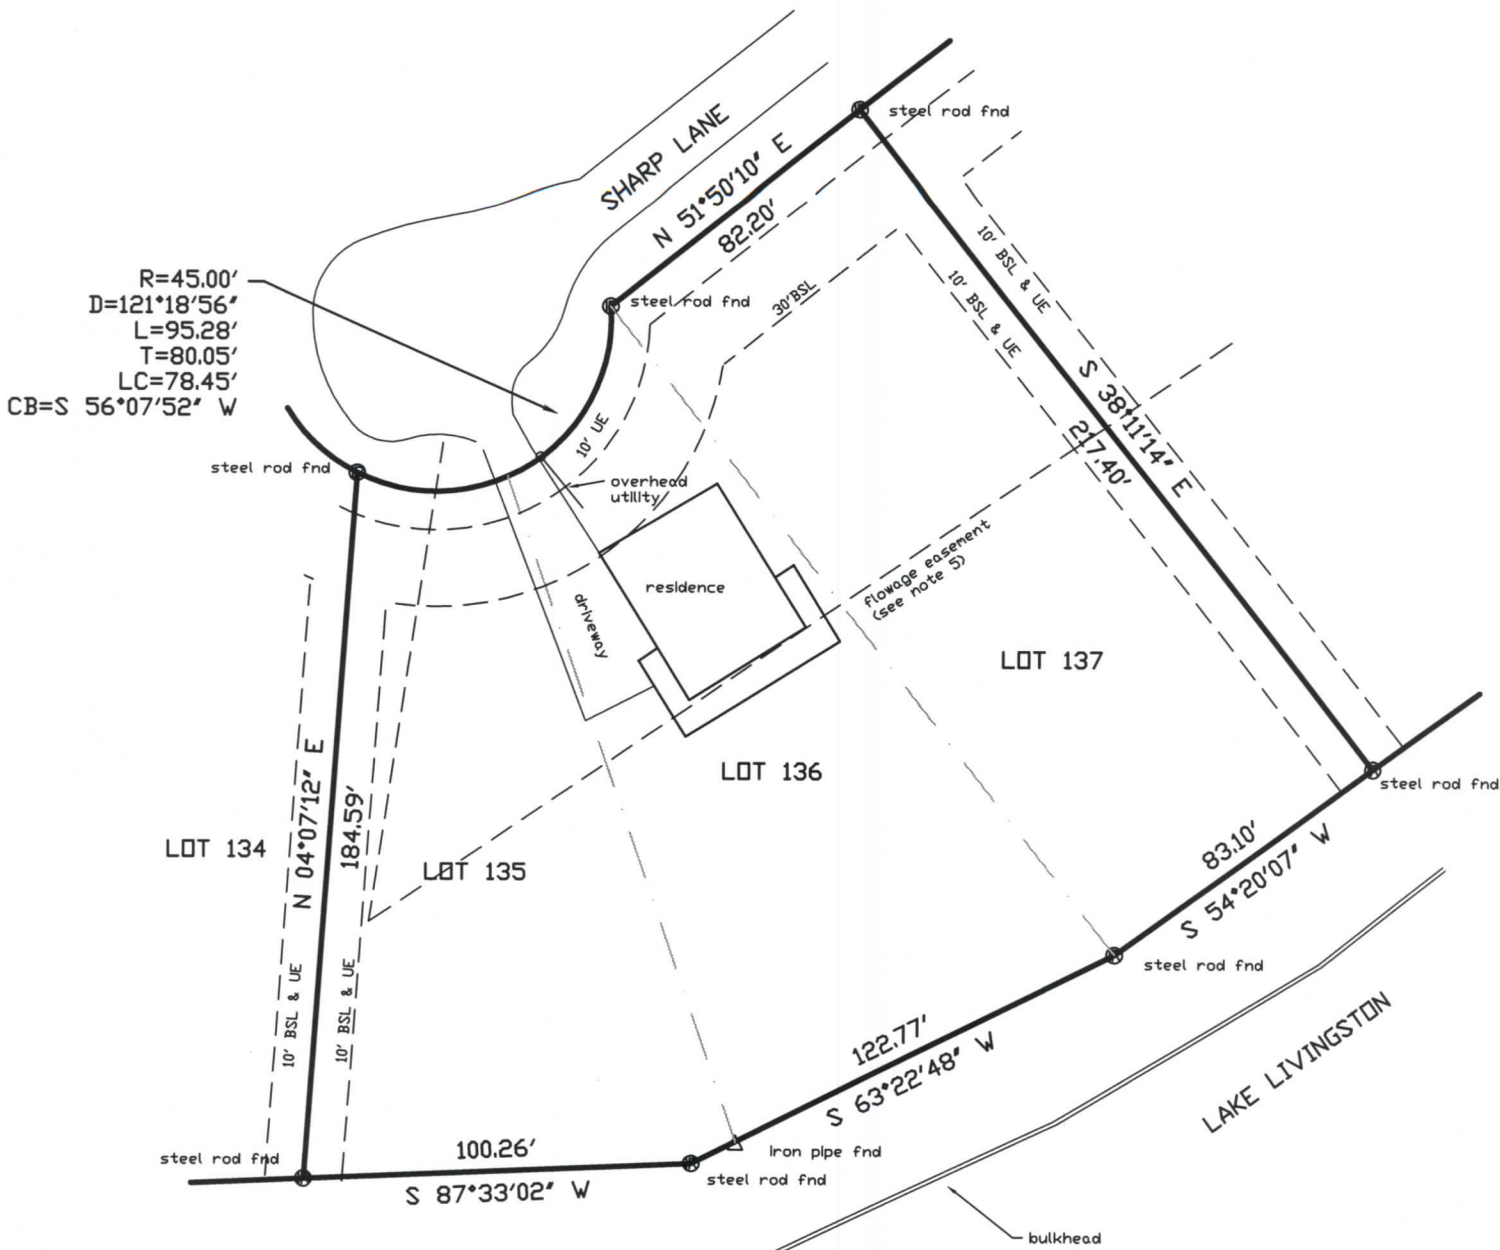 SHARP LANE
steel rod fnd
N 51°50'10" E
82.20'
R=45.00'
D=121°18'56"
L=95.28'
T=80.05'
LC=78.45'
CB=S 56°07'52" W
steel rod fnd
30'BSL
10' BSL & UE
10' BSL & UE
S 38°11'14" E
217.40'
steel rod fnd
10' UE
overhead
utility
residence
driveway
flowage easement
(see note 5)
LOT 137
LOT 136
LOT 135
LOT 134
N 04°07'12" E
184.59'
10' BSL & UE
10' BSL & UE
steel rod fnd
83.10'
S 54°20'07" W
steel rod fnd
122.77'
S 63°22'48" W
LAKE LIVINGSTON
iron pipe fnd
steel rod fnd
100.26'
S 87°33'02" W
steel rod fnd
bulkhead